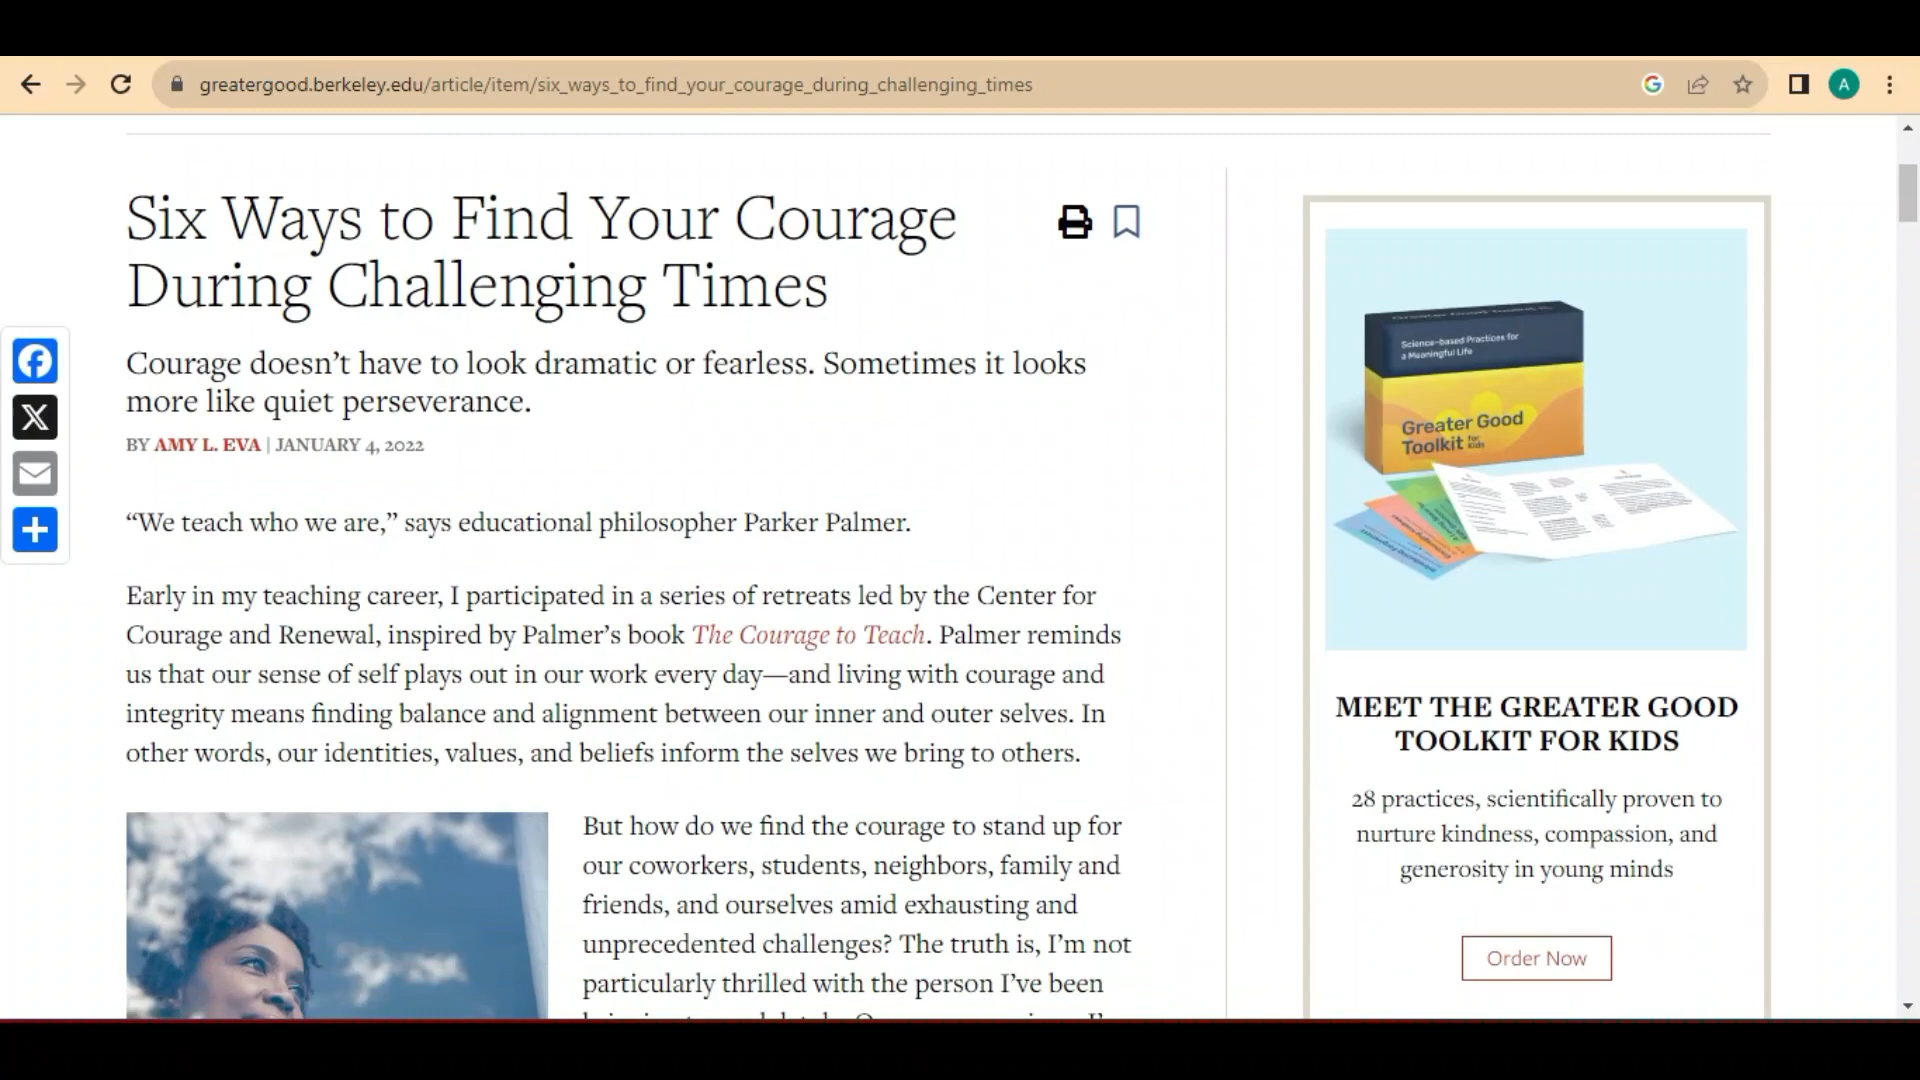 greatergood.berkeley.edu/article/item/six_ways_to_find_your_courage_during_challenging_times
A
Six Ways to Find Your Courage
During Challenging Times
Courage doesn’t have to look dramatic or fearless. Sometimes it looks
more like quiet perseverance.
BY AMY L. EVA | JANUARY 4, 2022
“We teach who we are,” says educational philosopher Parker Palmer.
Early in my teaching career, I participated in a series of retreats led by the Center for
Courage and Renewal, inspired by Palmer’s book The Courage to Teach. Palmer reminds
us that our sense of self plays out in our work every day—and living with courage and
integrity means finding balance and alignment between our inner and outer selves. In
other words, our identities, values, and beliefs inform the selves we bring to others.
But how do we find the courage to stand up for
our coworkers, students, neighbors, family and
friends, and ourselves amid exhausting and
unprecedented challenges? The truth is, I’m not
particularly thrilled with the person I’ve been
Science-based Practices for
a Meaningful Life
Greater Good
Toolkit for Kids
MEET THE GREATER GOOD
TOOLKIT FOR KIDS
28 practices, scientifically proven to
nurture kindness, compassion, and
generosity in young minds
Order Now